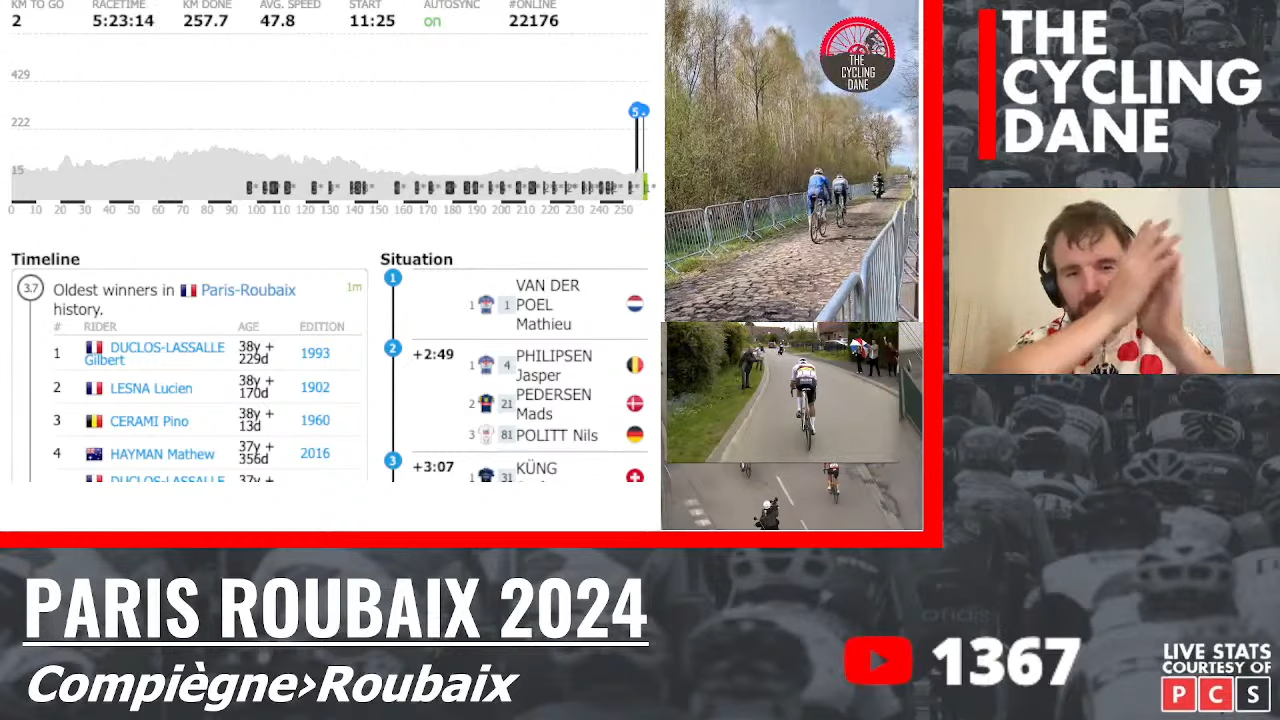 KM TO GO RACETIME KM DONE AVG. SPEED START AUTOSYNC #ONLINE
2 5:23:14 257.7 47.8 11:25 on 22176
429
222
15
5.
0 10 20 30 40 50 60 70 80 90 100 110 120 130 140 150 160 170 180 190 200 210 220 230 240 250
Timeline
3.7
Oldest winners in Paris-Roubaix 1m
history.
# RIDER AGE EDITION
1 DUCLOS-LASSALLE Gilbert 38y + 229d 1993
2 LESNA Lucien 38y + 170d 1902
3 CERAMI Pino 38y + 13d 1960
4 HAYMAN Mathew 37y + 356d 2016
DUCLOS-LASSALLE 37y +
Situation
1
1 1 VAN DER POEL Mathieu
2 +2:49
1 4 PHILIPSEN Jasper
2 21 PEDERSEN Mads
3 81 POLITT Nils
3 +3:07
1 31 KÜNG
THE
CYCLING
DANE
THE
CYCLING
DANE
PARIS ROUBAIX 2024
Compiègne›Roubaix
1367
LIVE STATS
COURTESY OF
PCS